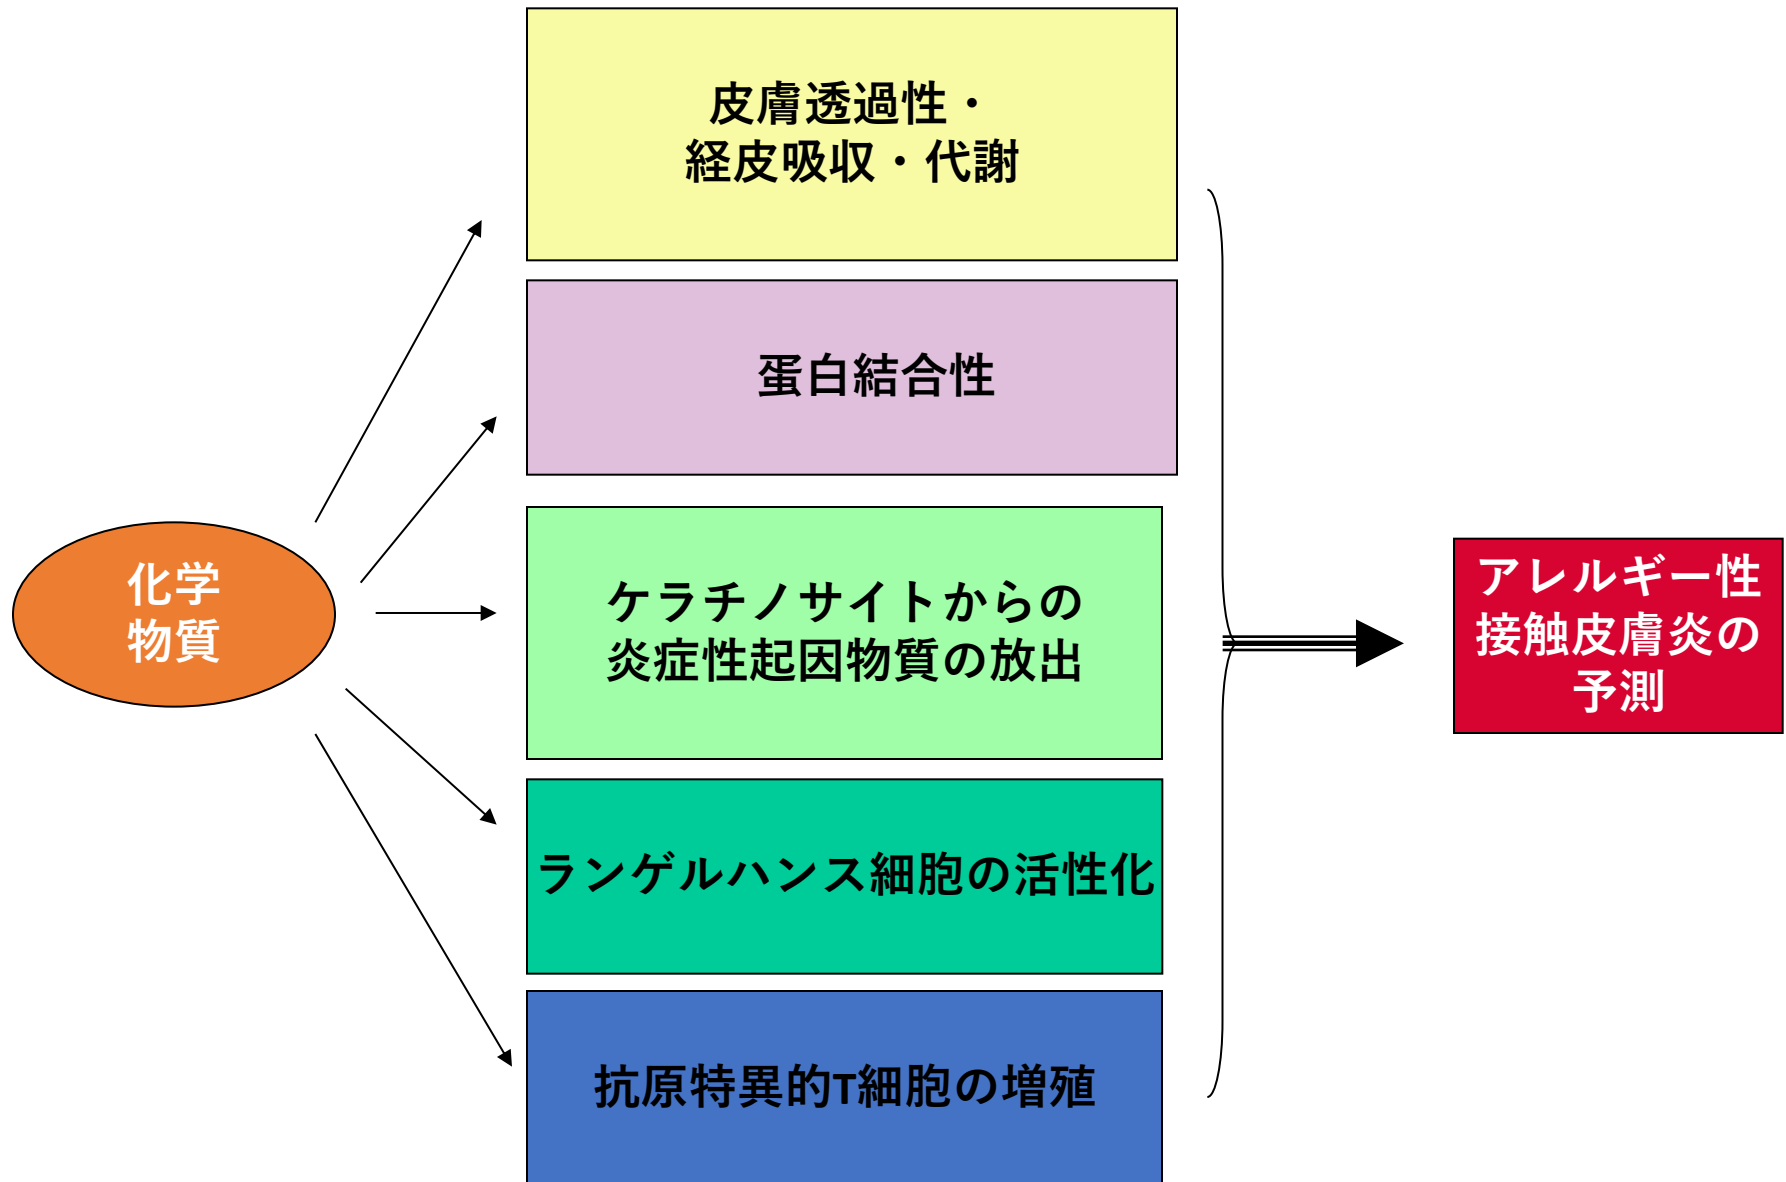 皮膚透過性・
経皮吸収・代謝
蛋白結合性
化学
物質
ケラチノサイトからの
炎症性起因物質の放出
ランゲルハンス細胞の活性化
抗原特異的T細胞の増殖
アレルギー性
接触皮膚炎の
予測